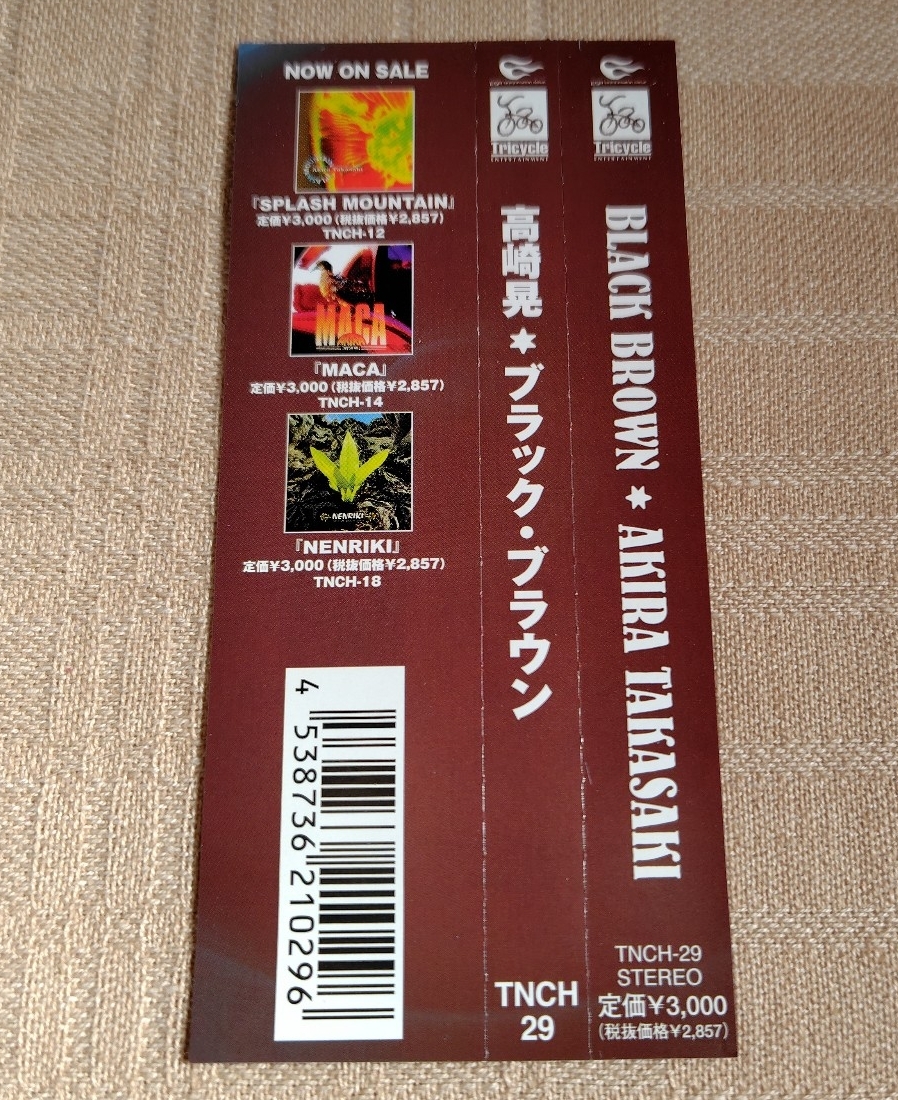 NOW ON SALE
『SPLASH MOUNTAIN』
定価¥3,000(税抜価格¥2,857)
TNCH-12
MACA
『MACA』
定価¥3,000(税抜価格¥2,857)
TNCH-14
NENRIKI
『NENRIKI』
定価¥3,000(税抜価格¥2,857)
TNCH-18
4 538736 210296
Tricycle
ENTERTAINMENT
高崎晃★ブラック・ブラウン
TNCH
29
Tricycle
ENTERTAINMENT
BLACK BROWN ★ AKIRA TAKASAKI
TNCH-29
STEREO
定価¥3,000
(税抜価格¥2,857)